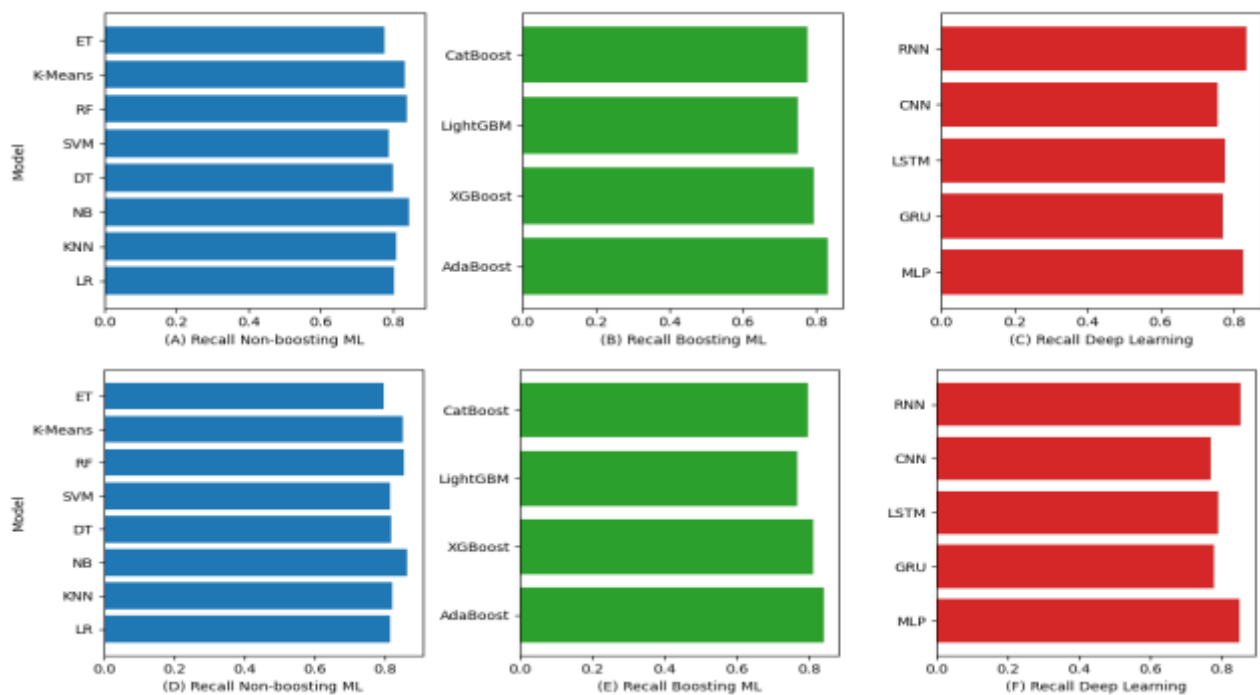 Model
ET
K-Means
RF
SVM
DT
NB
KNN
LR
0.0 0.2 0.4 0.6 0.8
(A) Recall Non-boosting ML
CatBoost
LightGBM
XGBoost
AdaBoost
0.0 0.2 0.4 0.6 0.8
(B) Recall Boosting ML
RNN
CNN
LSTM
GRU
MLP
0.0 0.2 0.4 0.6 0.8
(C) Recall Deep Learning
Model
ET
K-Means
RF
SVM
DT
NB
KNN
LR
0.0 0.2 0.4 0.6 0.8
(D) Recall Non-boosting ML
CatBoost
LightGBM
XGBoost
AdaBoost
0.0 0.2 0.4 0.6 0.8
(E) Recall Boosting ML
RNN
CNN
LSTM
GRU
MLP
0.0 0.2 0.4 0.6 0.8
(F) Recall Deep Learning